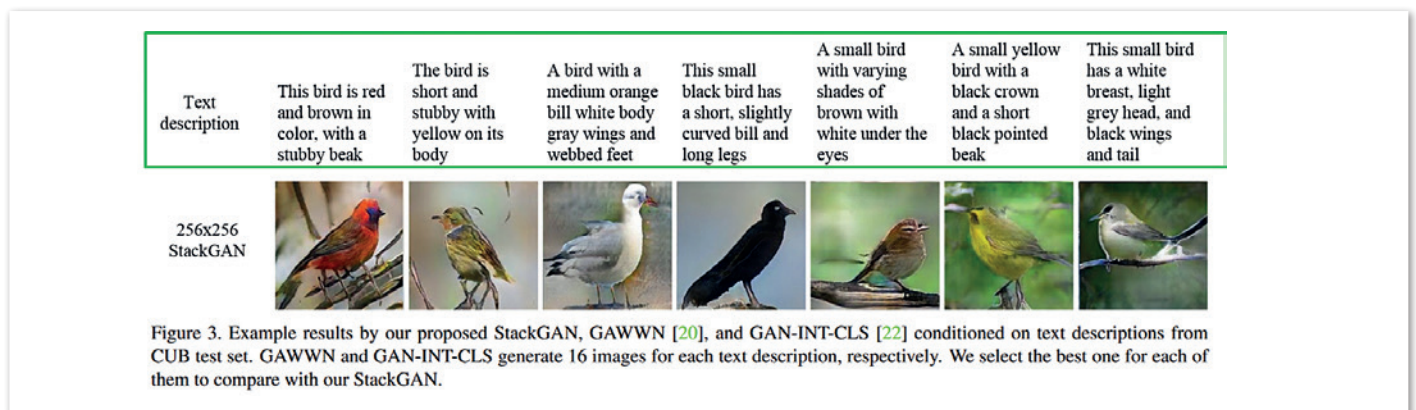 Text
description
This bird is red
and brown in
color, with a
stubby beak
The bird is
short and
stubby with
yellow on its
body
A bird with a
medium orange
bill white body
gray wings and
webbed feet
This small
black bird has
a short, slightly
curved bill and
long legs
A small bird
with varying
shades of
brown with
white under the
eyes
A small yellow
bird with a
black crown
and a short
black pointed
beak
This small bird
has a white
breast, light
grey head, and
black wings
and tail
256x256
StackGAN
Figure 3. Example results by our proposed StackGAN, GAWWN [20], and GAN-INT-CLS [22] conditioned on text descriptions from
CUB test set. GAWWN and GAN-INT-CLS generate 16 images for each text description, respectively. We select the best one for each of
them to compare with our StackGAN.